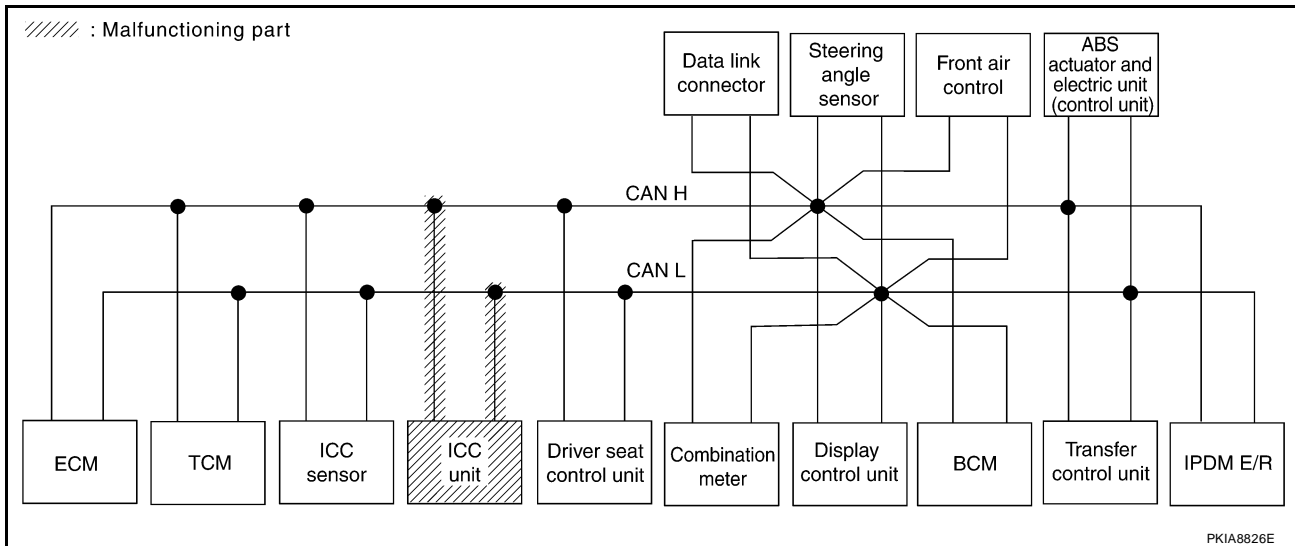 : Malfunctioning part
Data link
connector
Steering
angle
sensor
Front air
control
ABS
actuator and
electric unit
(control unit)
CAN H
CAN L
ECM
TCM
ICC
sensor
ICC
unit
Driver seat
control unit
Combination
meter
Display
control unit
BCM
Transfer
control unit
IPDM E/R
PKIA8826E